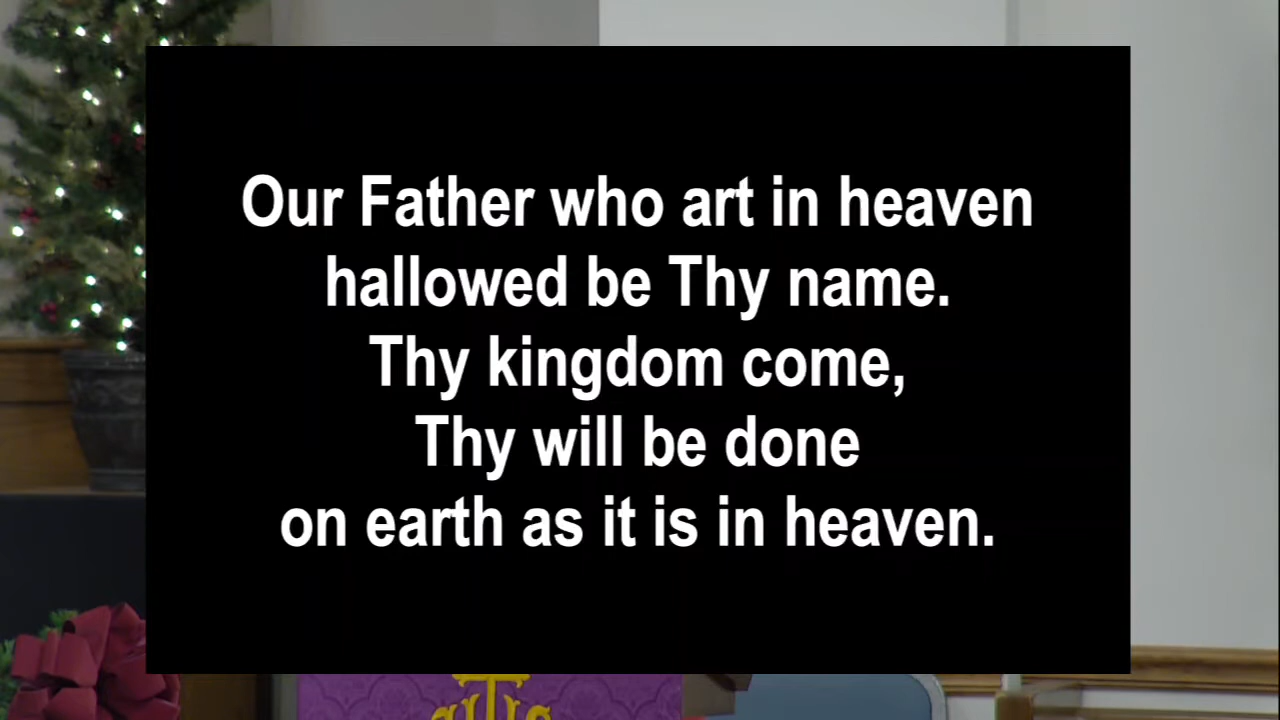 Our Father who art in heaven
hallowed be Thy name.
Thy kingdom come,
Thy will be done
on earth as it is in heaven.